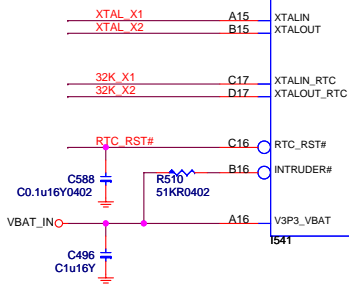 XTAL_X1 A15 XTALIN
XTAL_X2 B15 XTALOUT
32K_X1 C17 XTALIN_RTC
32K_X2 D17 XTALOUT_RTC
RTC_RST# C16 RTC_RST#
C588 R510 B16 INTRUDER#
C0.1u16Y0402 51KR0402
VBAT_IN A16 V3P3_VBAT
I541
C496
C1u16Y